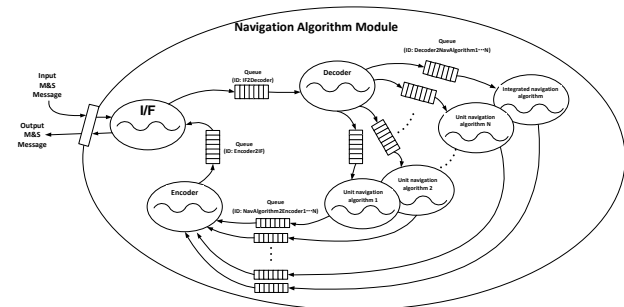 Navigation Algorithm Module
Queue
(ID: Decoder2NavAlgorithm1⋯N)
Queue
(ID: IF2Decoder)
Decoder
Input
M&S
Message
I/F
Integrated navigation
algorithm
Unit navigation
algorithm N
Output
M&S
Message
Queue
(ID: Encoder2IF)
Unit navigation
algorithm 2
Encoder
Queue
(ID: NavAlgorithm2Encoder1⋯N)
Unit navigation
algorithm 1